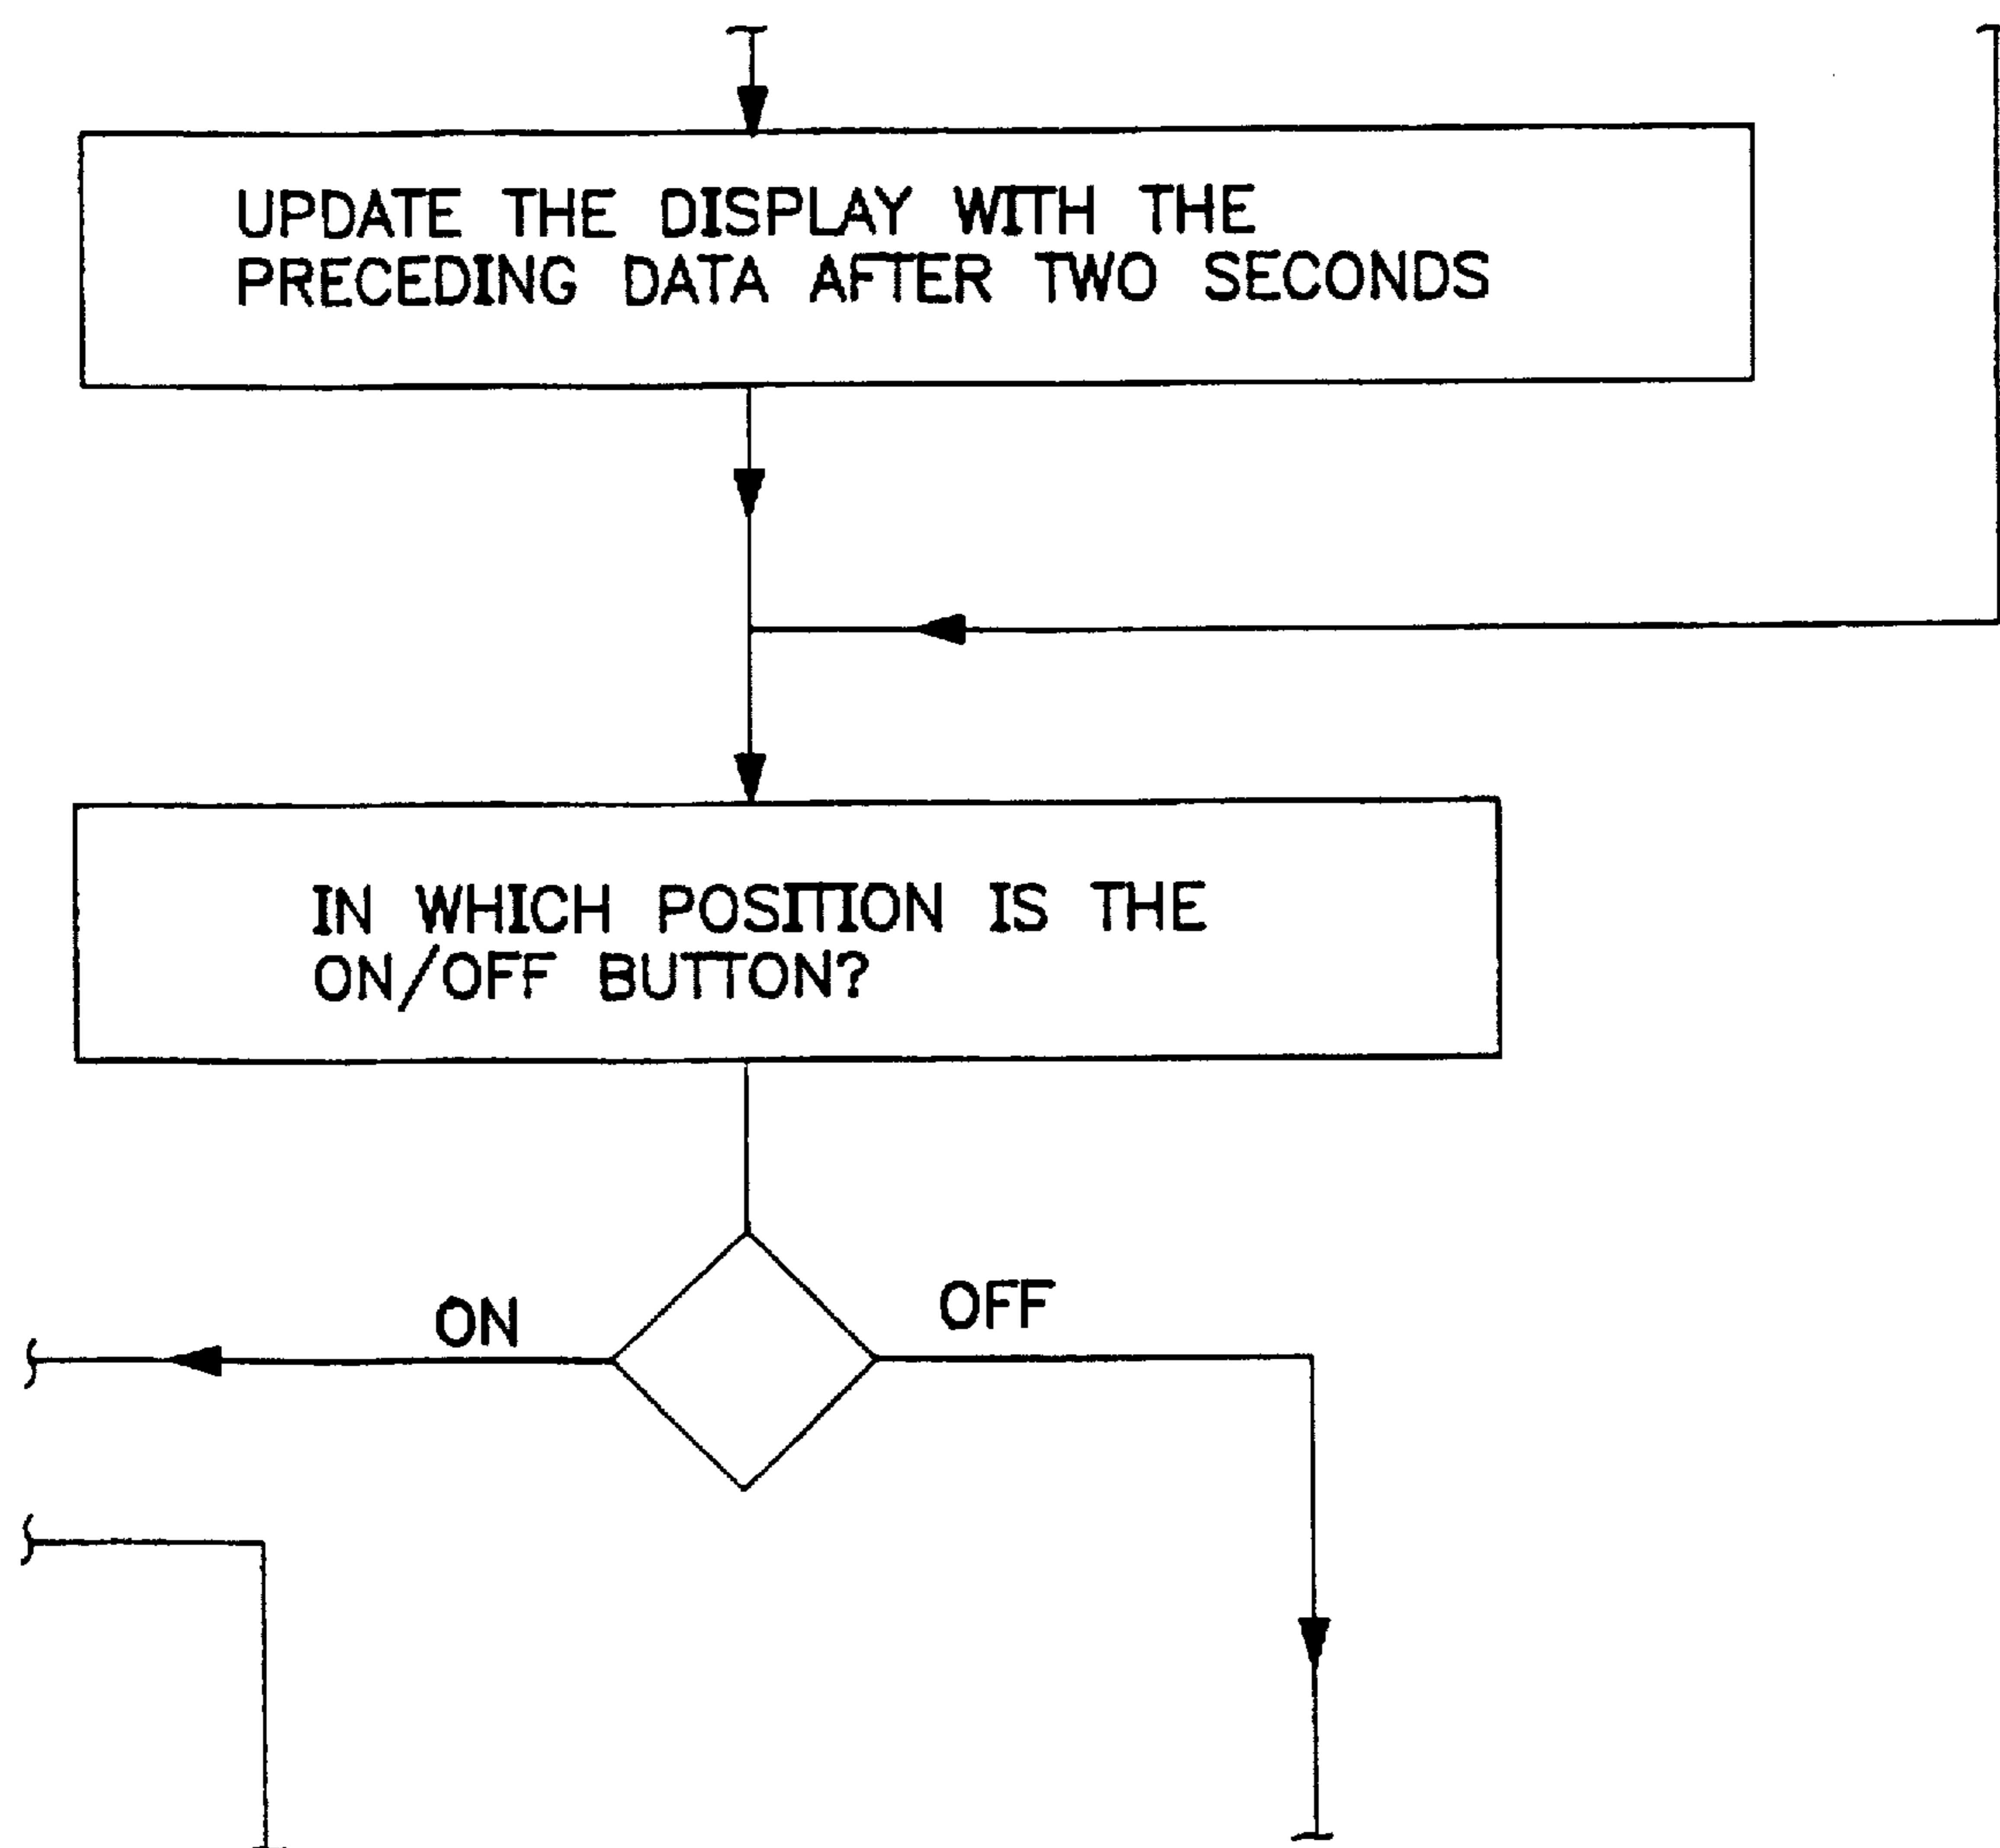 UPDATE THE DISPLAY WITH THE
PRECEDING DATA AFTER TWO SECONDS
IN WHICH POSITION IS THE
ON/OFF BUTTON?
ON
OFF